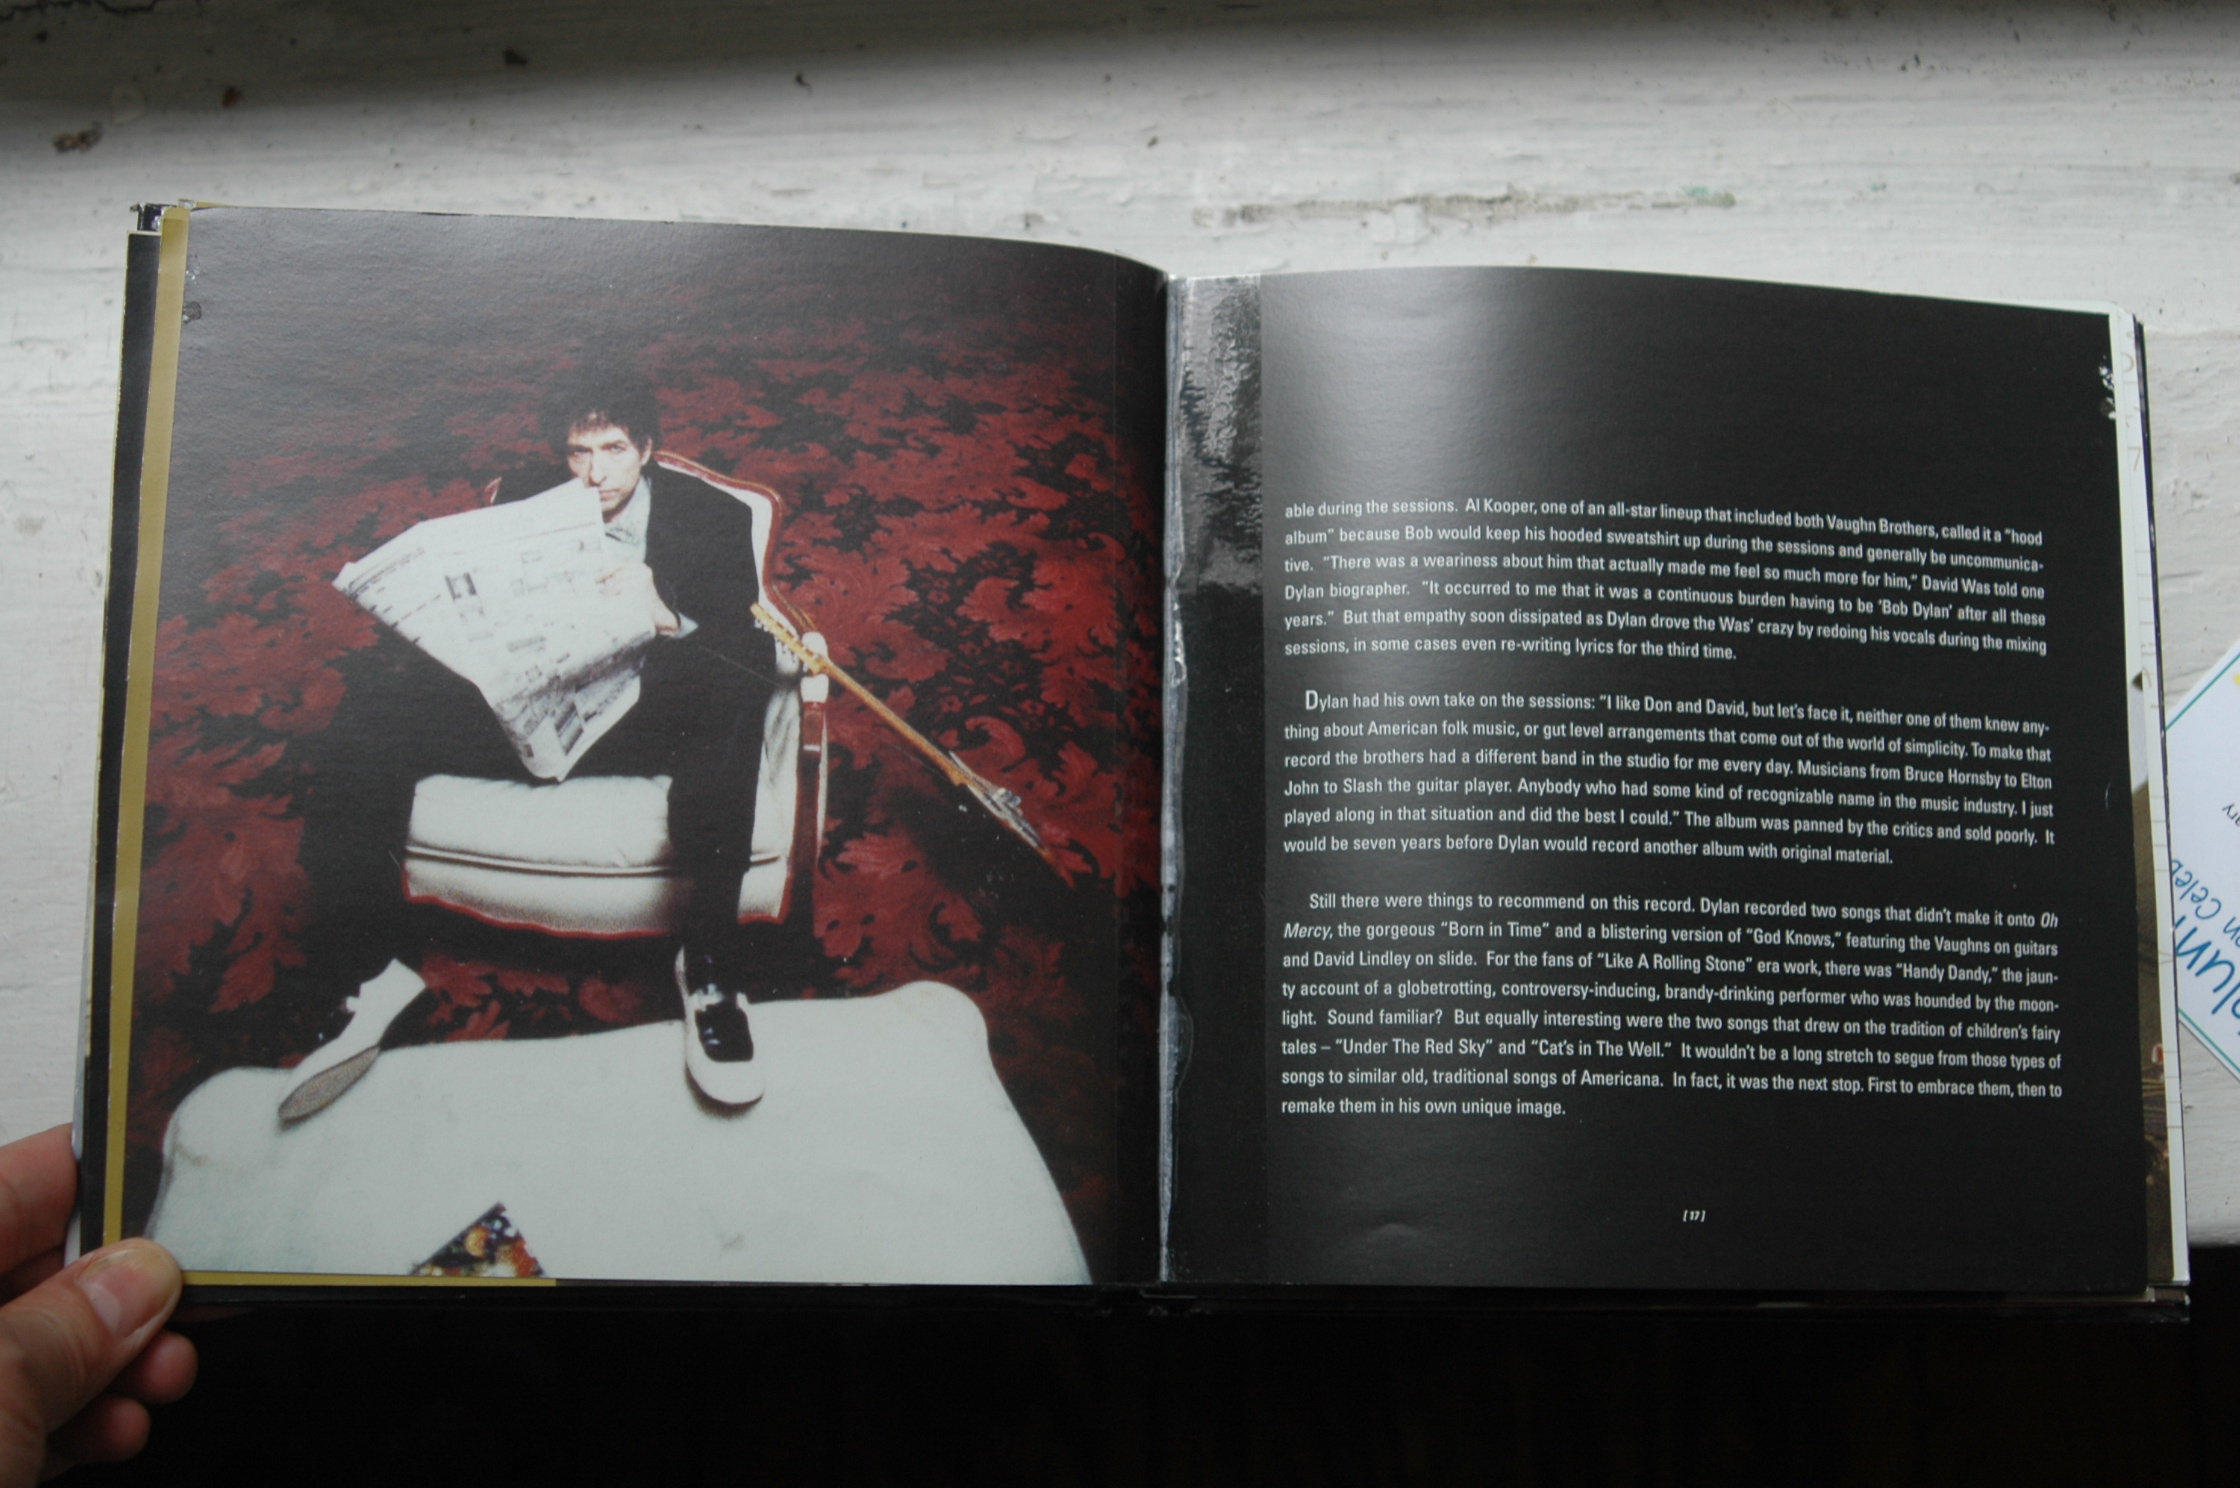 able during the sessions. Al Kooper, one of an all-star lineup that included both Vaughn Brothers, called it a "hood
album" because Bob would keep his hooded sweatshirt up during the sessions and generally be uncommunica-
tive. "There was a weariness about him that actually made me feel so much more for him," David Was told one
Dylan biographer. "It occurred to me that it was a continuous burden having to be 'Bob Dylan' after all these
years." But that empathy soon dissipated as Dylan drove the Was' crazy by redoing his vocals during the mixing
sessions, in some cases even re-writing lyrics for the third time.
Dylan had his own take on the sessions: "I like Don and David, but let's face it, neither one of them knew any-
thing about American folk music, or gut level arrangements that come out of the world of simplicity. To make that
record the brothers had a different band in the studio for me every day. Musicians from Bruce Hornsby to Elton
John to Slash the guitar player. Anybody who had some kind of recognizable name in the music industry. I just
played along in that situation and did the best I could." The album was panned by the critics and sold poorly. It
would be seven years before Dylan would record another album with original material.
Still there were things to recommend on this record. Dylan recorded two songs that didn't make it onto Oh
Mercy, the gorgeous "Born in Time" and a blistering version of "God Knows," featuring the Vaughns on guitars
and David Lindley on slide. For the fans of "Like A Rolling Stone" era work, there was "Handy Dandy," the jaun-
ty account of a globetrotting, controversy-inducing, brandy-drinking performer who was hounded by the moon-
light. Sound familiar? But equally interesting were the two songs that drew on the tradition of children's fairy
tales – "Under The Red Sky" and "Cat's in The Well." It wouldn't be a long stretch to segue from those types of
songs to similar old, traditional songs of Americana. In fact, it was the next stop. First to embrace them, then to
remake them in his own unique image.
[17]